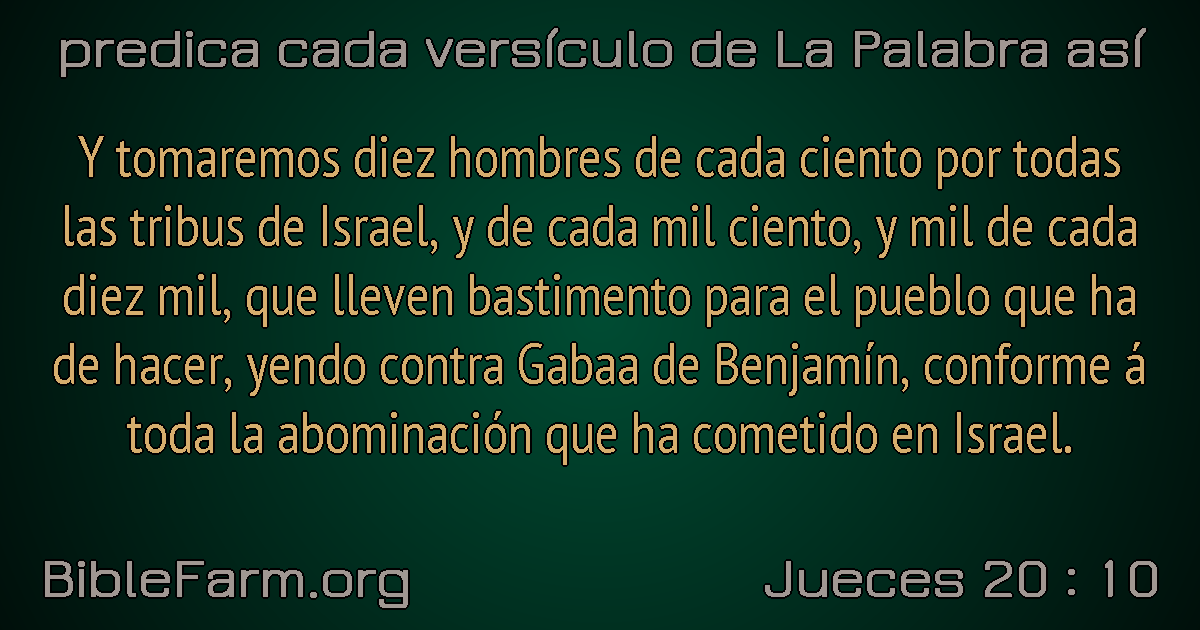 predica cada versículo de La Palabra así
Y tomaremos diez hombres de cada ciento por todas
las tribus de Israel, y de cada mil ciento, y mil de cada
diez mil, que lleven bastimento para el pueblo que ha
de hacer, yendo contra Gabaa de Benjamín, conforme á
toda la abominación que ha cometido en Israel.
BibleFarm.org
Jueces 20 : 10